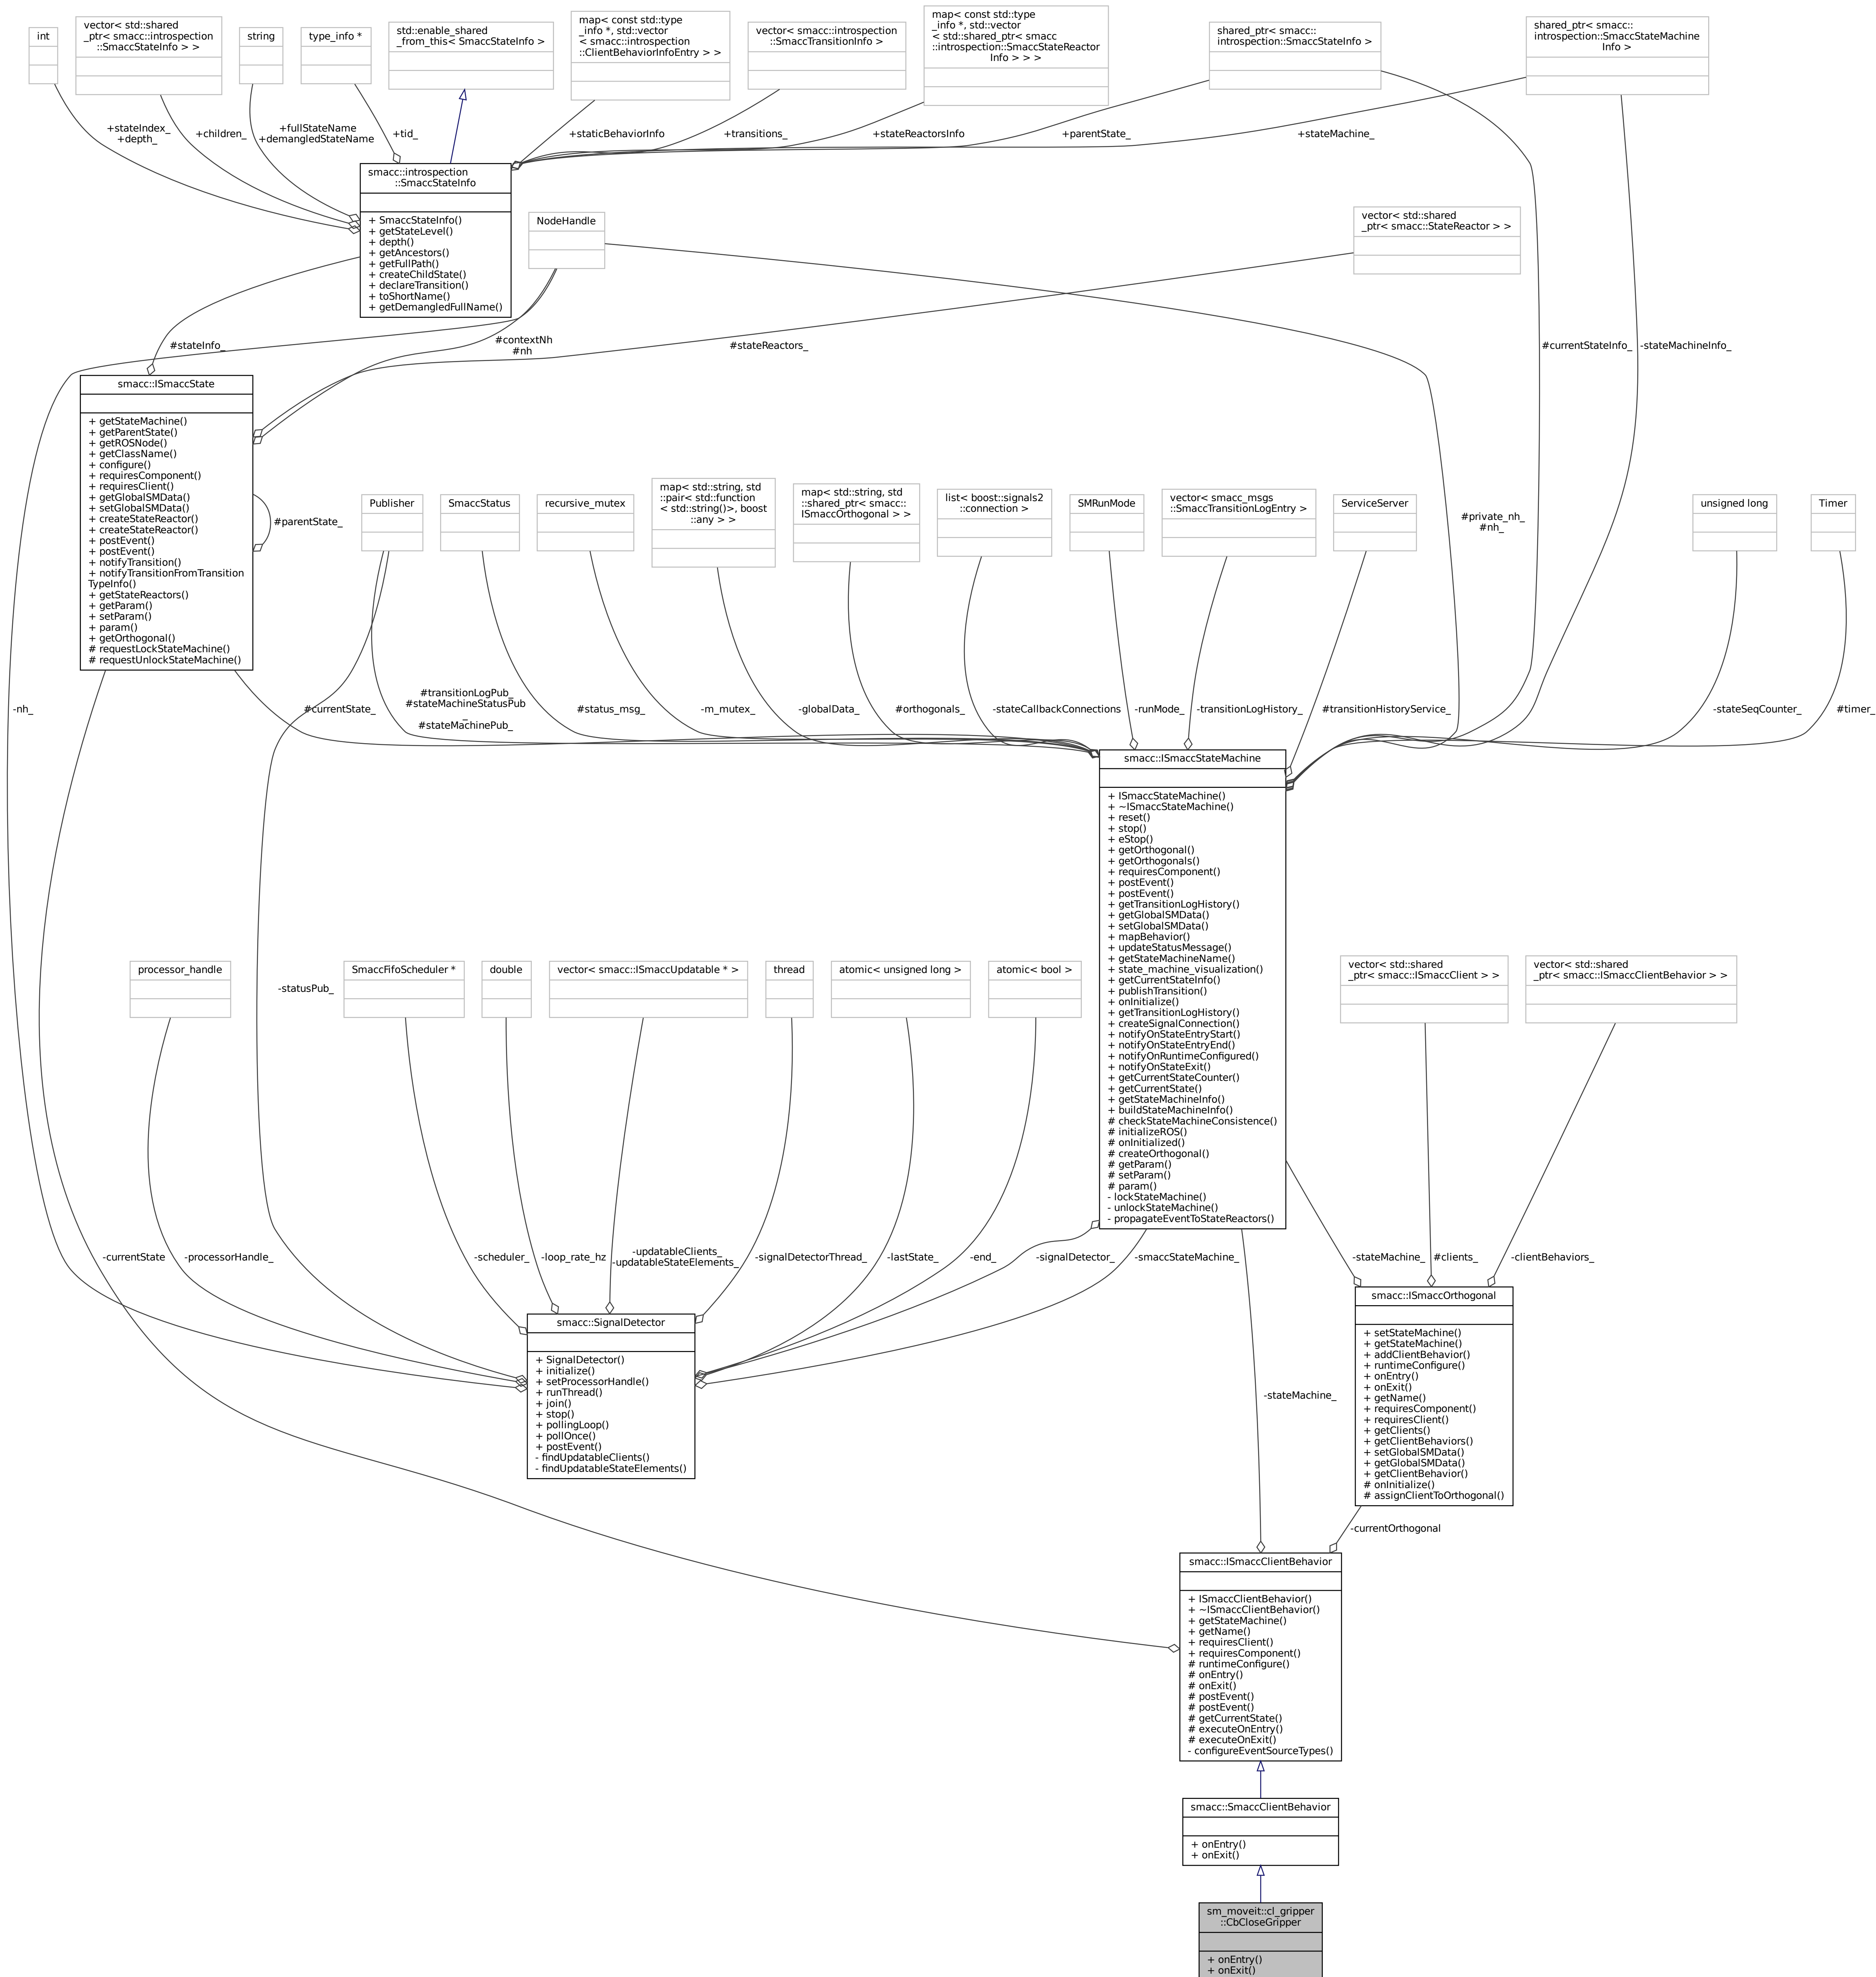 int
vector< std::shared
_ptr< smacc::introspection
::SmaccStateInfo > >
string
type_info *
std::enable_shared
_from_this< SmaccStateInfo >
map< const std::type
_info *, std::vector
< smacc::introspection
::ClientBehaviorInfoEntry > >
vector< smacc::introspection
::SmaccTransitionInfo >
map< const std::type
_info *, std::vector
< std::shared_ptr< smacc
::introspection::SmaccStateReactor
Info > > >
shared_ptr< smacc::
introspection::SmaccStateInfo >
shared_ptr< smacc::
introspection::SmaccStateMachine
Info >
+stateIndex_
+depth_
+children_
+fullStateName
+demangledStateName
+tid_
+staticBehaviorInfo
+transitions_
+stateReactorsInfo
+parentState_
+stateMachine_
smacc::introspection
::SmaccStateInfo
+ SmaccStateInfo()
+ getStateLevel()
+ depth()
+ getAncestors()
+ getFullPath()
+ createChildState()
+ declareTransition()
+ toShortName()
+ getDemangledFullName()
NodeHandle
vector< std::shared
_ptr< smacc::StateReactor > >
#stateInfo_
#contextNh
#nh
#stateReactors_
#currentStateInfo_
-stateMachineInfo_
smacc::ISmaccState
+ getStateMachine()
+ getParentState()
+ getROSNode()
+ getClassName()
+ configure()
+ requiresComponent()
+ requiresClient()
+ getGlobalSMData()
+ setGlobalSMData()
+ createStateReactor()
+ createStateReactor()
+ postEvent()
+ postEvent()
+ notifyTransition()
+ notifyTransitionFromTransition
TypeInfo()
+ getStateReactors()
+ getParam()
+ setParam()
+ param()
+ getOrthogonal()
# requestLockStateMachine()
# requestUnlockStateMachine()
#parentState_
Publisher
SmaccStatus
recursive_mutex
map< std::string, std
::pair< std::function
< std::string()>, boost
::any > >
map< std::string, std
::shared_ptr< smacc::
ISmaccOrthogonal > >
list< boost::signals2
::connection >
SMRunMode
vector< smacc_msgs
::SmaccTransitionLogEntry >
ServiceServer
#private_nh_
#nh_
unsigned long
Timer
-nh_
#currentState_
#transitionLogPub_
#stateMachineStatusPub
_
#stateMachinePub_
#status_msg_
-m_mutex_
-globalData_
#orthogonals_
-stateCallbackConnections
-runMode_
-transitionLogHistory_
#transitionHistoryService_
-stateSeqCounter_
#timer_
smacc::ISmaccStateMachine
+ ISmaccStateMachine()
+ ~ISmaccStateMachine()
+ reset()
+ stop()
+ eStop()
+ getOrthogonal()
+ getOrthogonals()
+ requiresComponent()
+ postEvent()
+ postEvent()
+ getTransitionLogHistory()
+ getGlobalSMData()
+ setGlobalSMData()
+ mapBehavior()
+ updateStatusMessage()
+ getStateMachineName()
+ state_machine_visualization()
+ getCurrentStateInfo()
+ publishTransition()
+ onInitialize()
+ getTransitionLogHistory()
+ createSignalConnection()
+ notifyOnStateEntryStart()
+ notifyOnStateEntryEnd()
+ notifyOnRuntimeConfigured()
+ notifyOnStateExit()
+ getCurrentStateCounter()
+ getCurrentState()
+ getStateMachineInfo()
+ buildStateMachineInfo()
# checkStateMachineConsistence()
# initializeROS()
# onInitialized()
# createOrthogonal()
# getParam()
# setParam()
# param()
- lockStateMachine()
- unlockStateMachine()
- propagateEventToStateReactors()
processor_handle
-statusPub_
SmaccFifoScheduler *
double
vector< smacc::ISmaccUpdatable * >
thread
atomic< unsigned long >
atomic< bool >
vector< std::shared
_ptr< smacc::ISmaccClient > >
vector< std::shared
_ptr< smacc::ISmaccClientBehavior > >
-currentState
-processorHandle_
-scheduler_
-loop_rate_hz
-updatableClients_
-updatableStateElements_
-signalDetectorThread_
-lastState_
-end_
-signalDetector_
-smaccStateMachine_
-stateMachine_
#clients_
-clientBehaviors_
smacc::SignalDetector
+ SignalDetector()
+ initialize()
+ setProcessorHandle()
+ runThread()
+ join()
+ stop()
+ pollingLoop()
+ pollOnce()
+ postEvent()
- findUpdatableClients()
- findUpdatableStateElements()
smacc::ISmaccOrthogonal
+ setStateMachine()
+ getStateMachine()
+ addClientBehavior()
+ runtimeConfigure()
+ onEntry()
+ onExit()
+ getName()
+ requiresComponent()
+ requiresClient()
+ getClients()
+ getClientBehaviors()
+ setGlobalSMData()
+ getGlobalSMData()
+ getClientBehavior()
# onInitialize()
# assignClientToOrthogonal()
-stateMachine_
-currentOrthogonal
smacc::ISmaccClientBehavior
+ ISmaccClientBehavior()
+ ~ISmaccClientBehavior()
+ getStateMachine()
+ getName()
+ requiresClient()
+ requiresComponent()
# runtimeConfigure()
# onEntry()
# onExit()
# postEvent()
# postEvent()
# getCurrentState()
# executeOnEntry()
# executeOnExit()
- configureEventSourceTypes()
smacc::SmaccClientBehavior
+ onEntry()
+ onExit()
sm_moveit::cl_gripper
::CbCloseGripper
+ onEntry()
+ onExit()